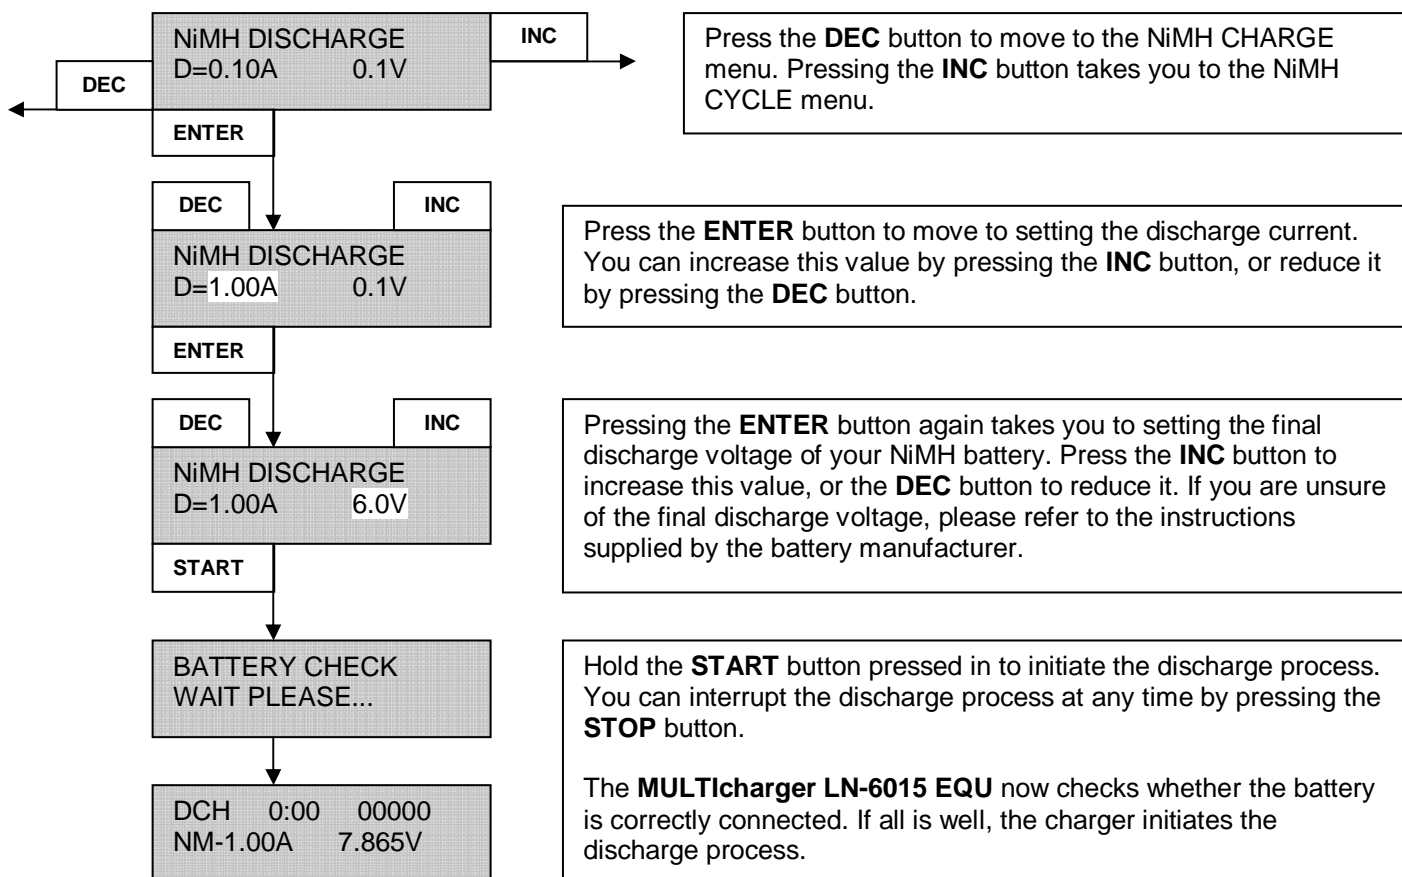 NiMH DISCHARGE
D=0.10A 0.1V
INC
DEC
ENTER
Press the DEC button to move to the NiMH CHARGE
menu. Pressing the INC button takes you to the NiMH
CYCLE menu.
DEC
INC
NiMH DISCHARGE
D=1.00A 0.1V
ENTER
Press the ENTER button to move to setting the discharge current.
You can increase this value by pressing the INC button, or reduce it
by pressing the DEC button.
DEC
INC
NiMH DISCHARGE
D=1.00A 6.0V
START
Pressing the ENTER button again takes you to setting the final
discharge voltage of your NiMH battery. Press the INC button to
increase this value, or the DEC button to reduce it. If you are unsure
of the final discharge voltage, please refer to the instructions
supplied by the battery manufacturer.
BATTERY CHECK
WAIT PLEASE...
DCH 0:00 00000
NM-1.00A 7.865V
Hold the START button pressed in to initiate the discharge process.
You can interrupt the discharge process at any time by pressing the
STOP button.
The MULTIcharger LN-6015 EQU now checks whether the battery
is correctly connected. If all is well, the charger initiates the
discharge process.